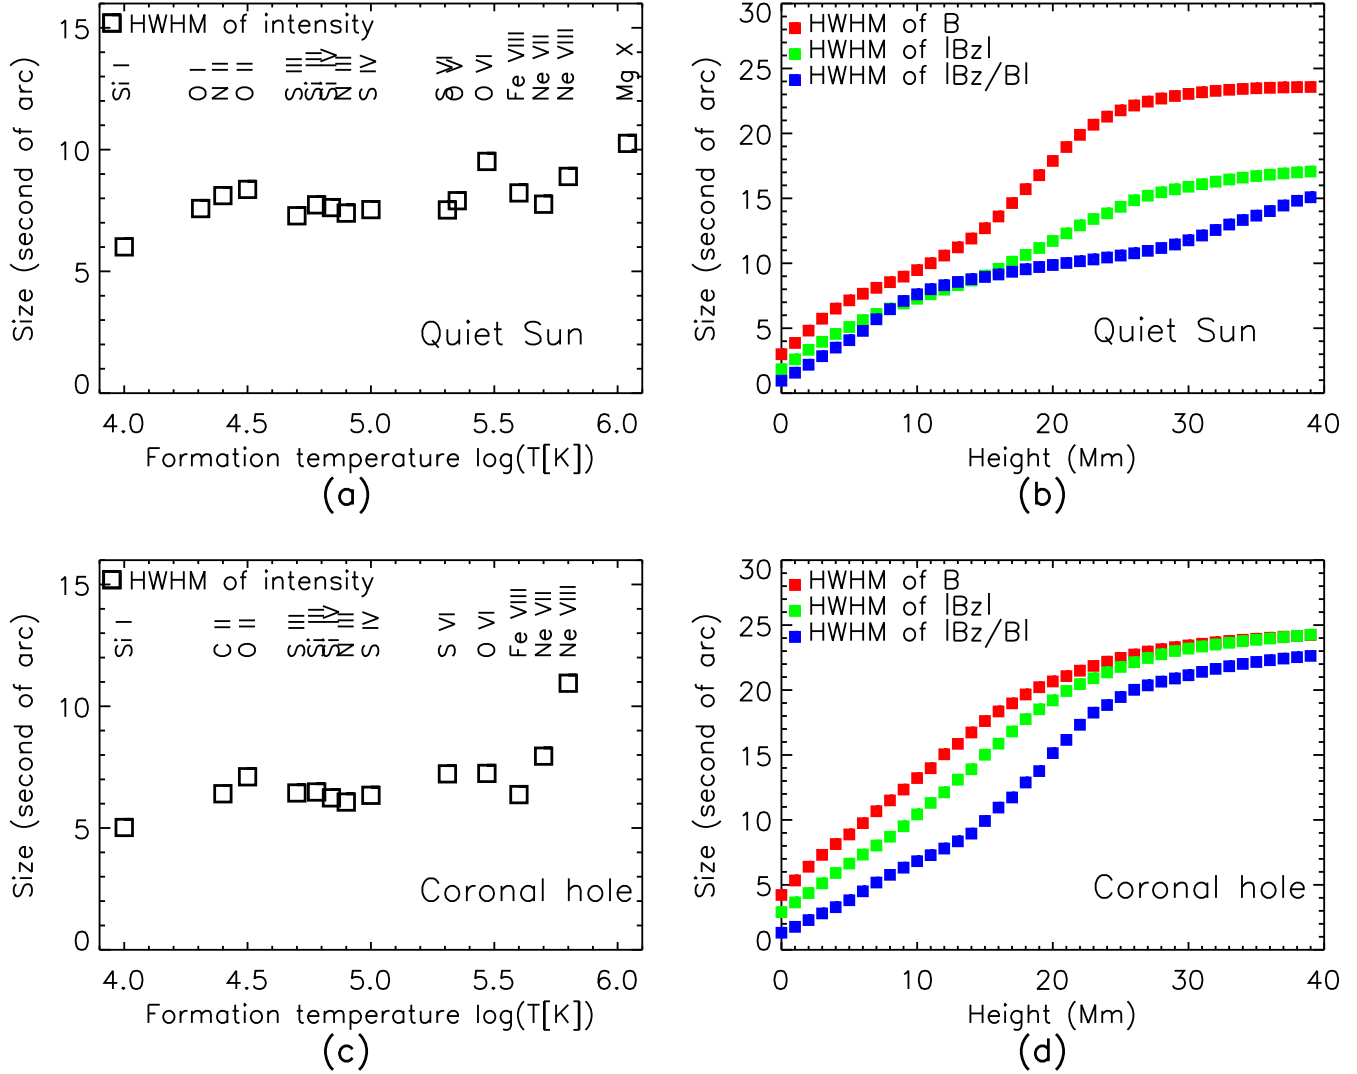 HWHM of intensity
Si I
O I
N II
O II
S III
Si III
Si IV
N III
S IV
S VI
O V
O VI
Fe VIII
Ne VII
Ne VIII
Mg X
15
10
5
0
Size (second of arc)
Quiet Sun
4.0 4.5 5.0 5.5 6.0
Formation temperature log(T[K])
(a)
HWHM of B
HWHM of |Bz|
HWHM of |Bz/B|
30
25
20
15
10
5
0
Size (second of arc)
Quiet Sun
0 10 20 30 40
Height (Mm)
(b)
HWHM of intensity
Si I
C II
O II
S III
Si III
Si IV
N III
S IV
S VI
O VI
Fe VIII
Ne VII
Ne VIII
15
10
5
0
Size (second of arc)
Coronal hole
4.0 4.5 5.0 5.5 6.0
Formation temperature log(T[K])
(c)
HWHM of B
HWHM of |Bz|
HWHM of |Bz/B|
30
25
20
15
10
5
0
Size (second of arc)
Coronal hole
0 10 20 30 40
Height (Mm)
(d)